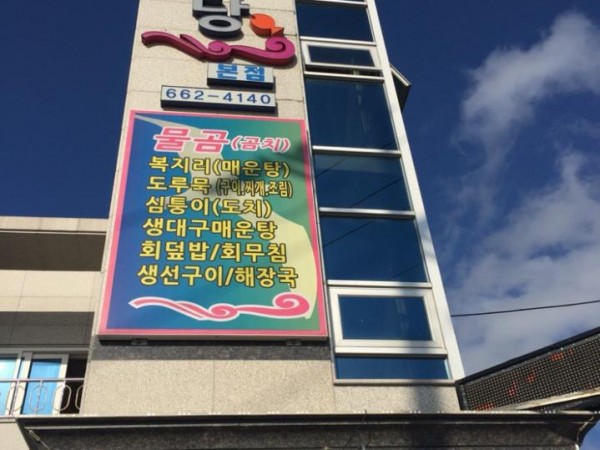 당
본점
662-4140
물곰(곰치)
복지리(매운탕)
도루묵(구이.찌개.조림)
심퉁이(도치)
생대구매운탕
회덮밥/회무침
생선구이/해장국